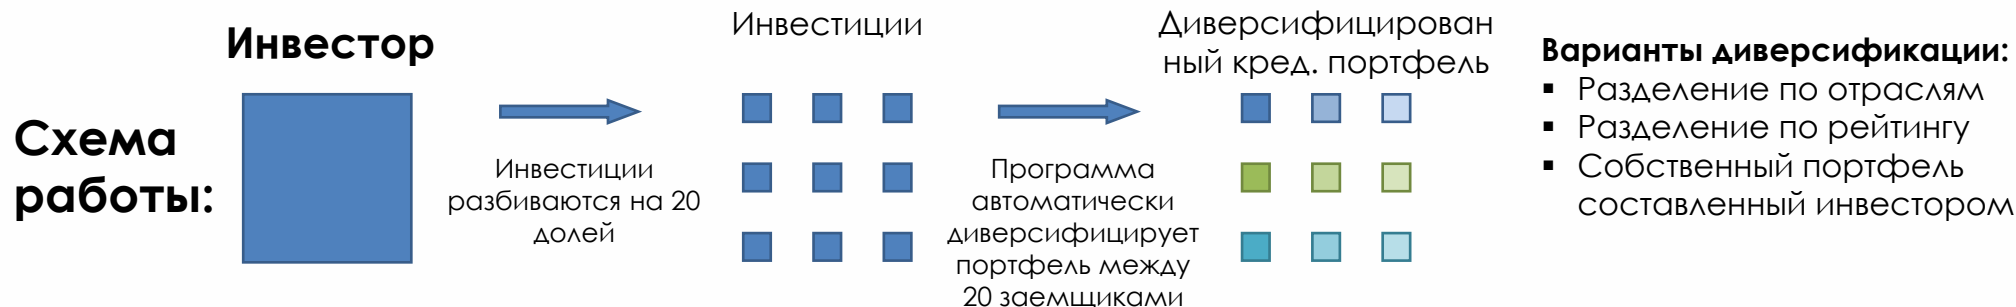 Схема
работы:
Инвестор
Инвестиции
разбиваются на 20
долей
Инвестиции
Программа
автоматически
диверсифицирует
портфель между
20 заемщиками
Диверсифицирован
ный кред. портфель
Варианты диверсификации:
▪ Разделение по отраслям
▪ Разделение по рейтингу
▪ Собственный портфель
составленный инвестором